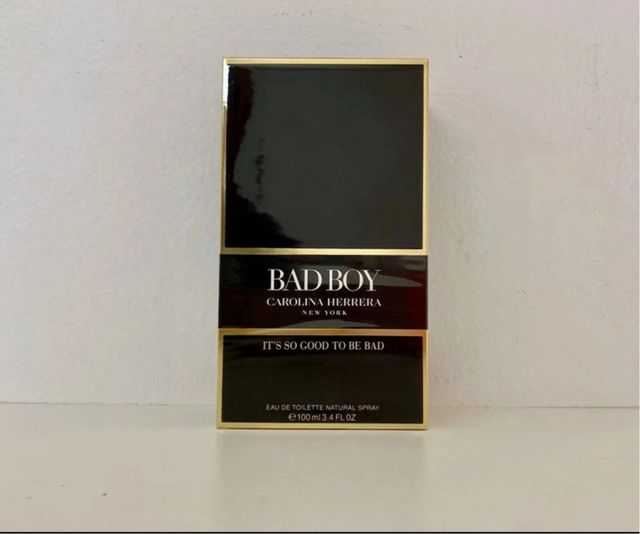 BAD BOY
CAROLINA HERRERA
NEW YORK
IT'S SO GOOD TO BE BAD
EAU DE TOILETTE NATURAL SPRAY
℮100 ml 3.4 FL OZ